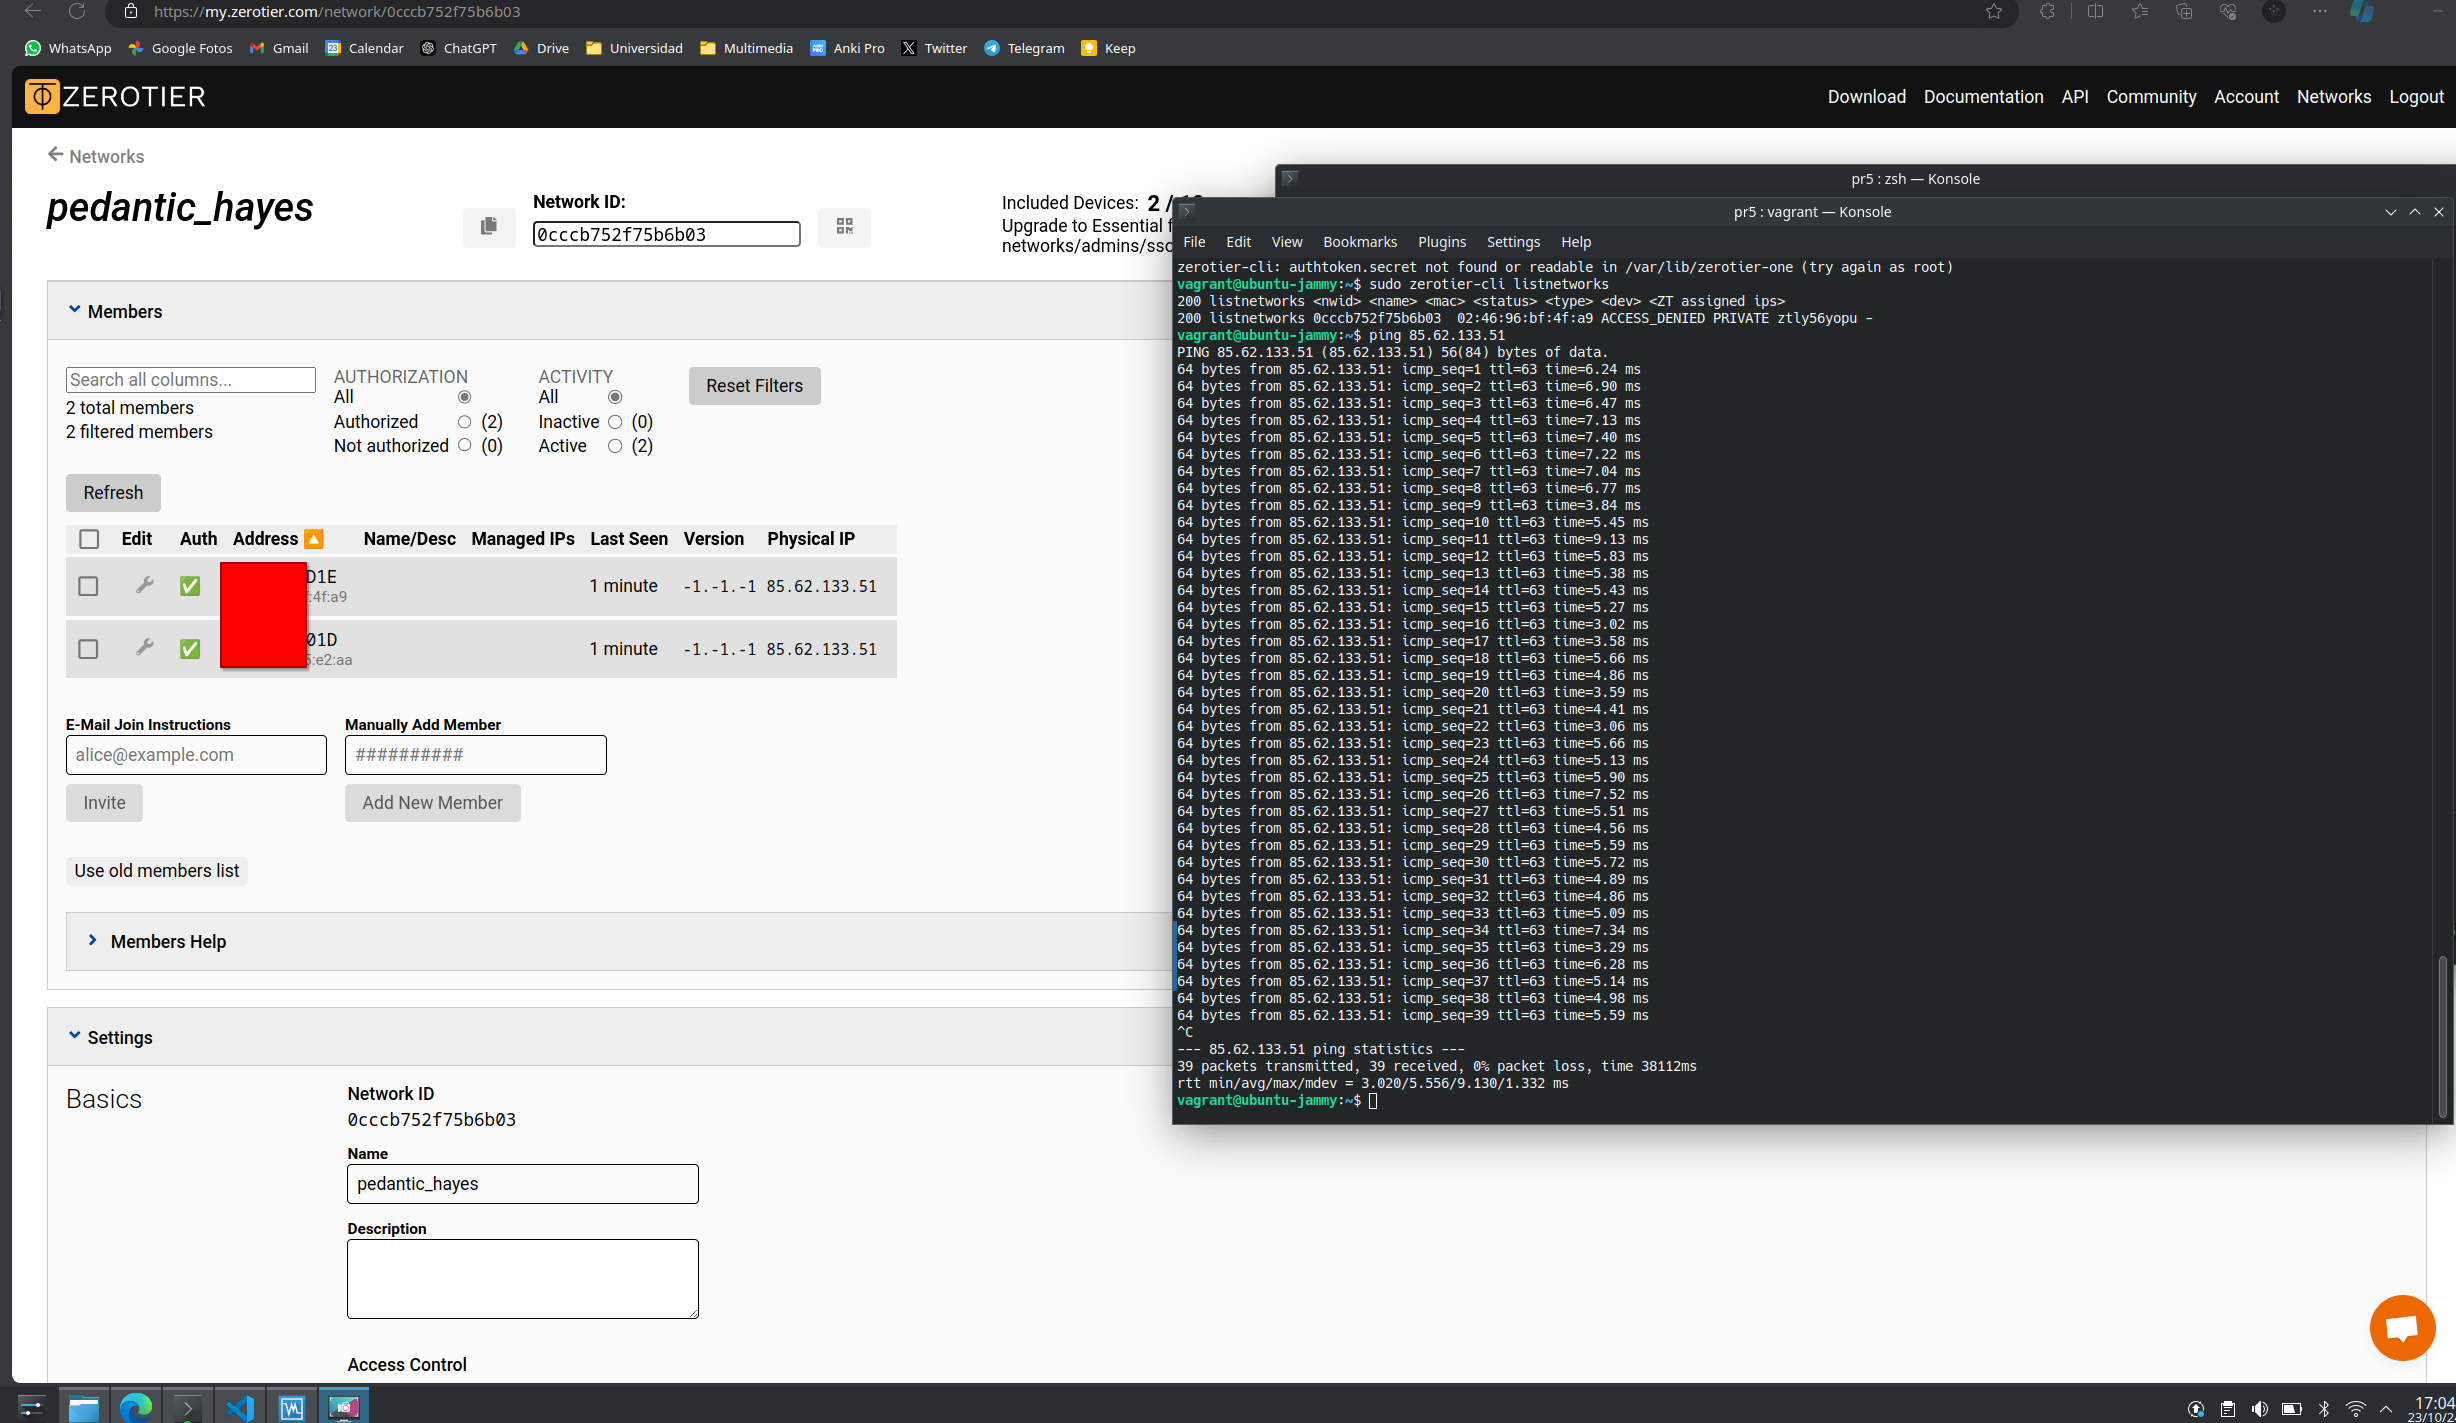 https://my.zerotier.com/network/0cccb752f75b6b03
WhatsApp Google Fotos Gmail Calendar ChatGPT Drive Universidad Multimedia Anki Pro Twitter Telegram Keep
ZEROTIER
Download Documentation API Community Account Networks Logout
Networks
pedantic_hayes
Network ID:
0cccb752f75b6b03
Included Devices: 2 /
Upgrade to Essential
networks/admins/sso
Members
Search all columns...
2 total members
2 filtered members
AUTHORIZATION
All
Authorized (2)
Not authorized (0)
ACTIVITY
All
Inactive (0)
Active (2)
Reset Filters
Refresh
Edit Auth Address Name/Desc Managed IPs Last Seen Version Physical IP
D1E
:4f:a9
1 minute -1.-1.-1 85.62.133.51
01D
:e2:aa
1 minute -1.-1.-1 85.62.133.51
E-Mail Join Instructions
alice@example.com
Invite
Manually Add Member
##########
Add New Member
Use old members list
Members Help
Settings
Basics
Network ID
0cccb752f75b6b03
Name
pedantic_hayes
Description
Access Control
pr5 : zsh — Konsole
pr5 : vagrant — Konsole
File Edit View Bookmarks Plugins Settings Help
zerotier-cli: authtoken.secret not found or readable in /var/lib/zerotier-one (try again as root)
vagrant@ubuntu-jammy:~$ sudo zerotier-cli listnetworks
200 listnetworks <nwid> <name> <mac> <status> <type> <dev> <ZT assigned ips>
200 listnetworks 0cccb752f75b6b03  02:46:96:bf:4f:a9 ACCESS_DENIED PRIVATE ztly56yopu -
vagrant@ubuntu-jammy:~$ ping 85.62.133.51
PING 85.62.133.51 (85.62.133.51) 56(84) bytes of data.
64 bytes from 85.62.133.51: icmp_seq=1 ttl=63 time=6.24 ms
64 bytes from 85.62.133.51: icmp_seq=2 ttl=63 time=6.90 ms
64 bytes from 85.62.133.51: icmp_seq=3 ttl=63 time=6.47 ms
64 bytes from 85.62.133.51: icmp_seq=4 ttl=63 time=7.13 ms
64 bytes from 85.62.133.51: icmp_seq=5 ttl=63 time=7.40 ms
64 bytes from 85.62.133.51: icmp_seq=6 ttl=63 time=7.22 ms
64 bytes from 85.62.133.51: icmp_seq=7 ttl=63 time=7.04 ms
64 bytes from 85.62.133.51: icmp_seq=8 ttl=63 time=6.77 ms
64 bytes from 85.62.133.51: icmp_seq=9 ttl=63 time=3.84 ms
64 bytes from 85.62.133.51: icmp_seq=10 ttl=63 time=5.45 ms
64 bytes from 85.62.133.51: icmp_seq=11 ttl=63 time=9.13 ms
64 bytes from 85.62.133.51: icmp_seq=12 ttl=63 time=5.83 ms
64 bytes from 85.62.133.51: icmp_seq=13 ttl=63 time=5.38 ms
64 bytes from 85.62.133.51: icmp_seq=14 ttl=63 time=5.43 ms
64 bytes from 85.62.133.51: icmp_seq=15 ttl=63 time=5.27 ms
64 bytes from 85.62.133.51: icmp_seq=16 ttl=63 time=3.02 ms
64 bytes from 85.62.133.51: icmp_seq=17 ttl=63 time=3.58 ms
64 bytes from 85.62.133.51: icmp_seq=18 ttl=63 time=5.66 ms
64 bytes from 85.62.133.51: icmp_seq=19 ttl=63 time=4.86 ms
64 bytes from 85.62.133.51: icmp_seq=20 ttl=63 time=3.59 ms
64 bytes from 85.62.133.51: icmp_seq=21 ttl=63 time=4.41 ms
64 bytes from 85.62.133.51: icmp_seq=22 ttl=63 time=3.06 ms
64 bytes from 85.62.133.51: icmp_seq=23 ttl=63 time=5.66 ms
64 bytes from 85.62.133.51: icmp_seq=24 ttl=63 time=5.13 ms
64 bytes from 85.62.133.51: icmp_seq=25 ttl=63 time=5.90 ms
64 bytes from 85.62.133.51: icmp_seq=26 ttl=63 time=7.52 ms
64 bytes from 85.62.133.51: icmp_seq=27 ttl=63 time=5.51 ms
64 bytes from 85.62.133.51: icmp_seq=28 ttl=63 time=4.56 ms
64 bytes from 85.62.133.51: icmp_seq=29 ttl=63 time=5.59 ms
64 bytes from 85.62.133.51: icmp_seq=30 ttl=63 time=5.72 ms
64 bytes from 85.62.133.51: icmp_seq=31 ttl=63 time=4.89 ms
64 bytes from 85.62.133.51: icmp_seq=32 ttl=63 time=4.86 ms
64 bytes from 85.62.133.51: icmp_seq=33 ttl=63 time=5.09 ms
64 bytes from 85.62.133.51: icmp_seq=34 ttl=63 time=7.34 ms
64 bytes from 85.62.133.51: icmp_seq=35 ttl=63 time=3.29 ms
64 bytes from 85.62.133.51: icmp_seq=36 ttl=63 time=6.28 ms
64 bytes from 85.62.133.51: icmp_seq=37 ttl=63 time=5.14 ms
64 bytes from 85.62.133.51: icmp_seq=38 ttl=63 time=4.98 ms
64 bytes from 85.62.133.51: icmp_seq=39 ttl=63 time=5.59 ms
^C
--- 85.62.133.51 ping statistics ---
39 packets transmitted, 39 received, 0% packet loss, time 38112ms
rtt min/avg/max/mdev = 3.020/5.556/9.130/1.332 ms
vagrant@ubuntu-jammy:~$
17:04
23/10/2